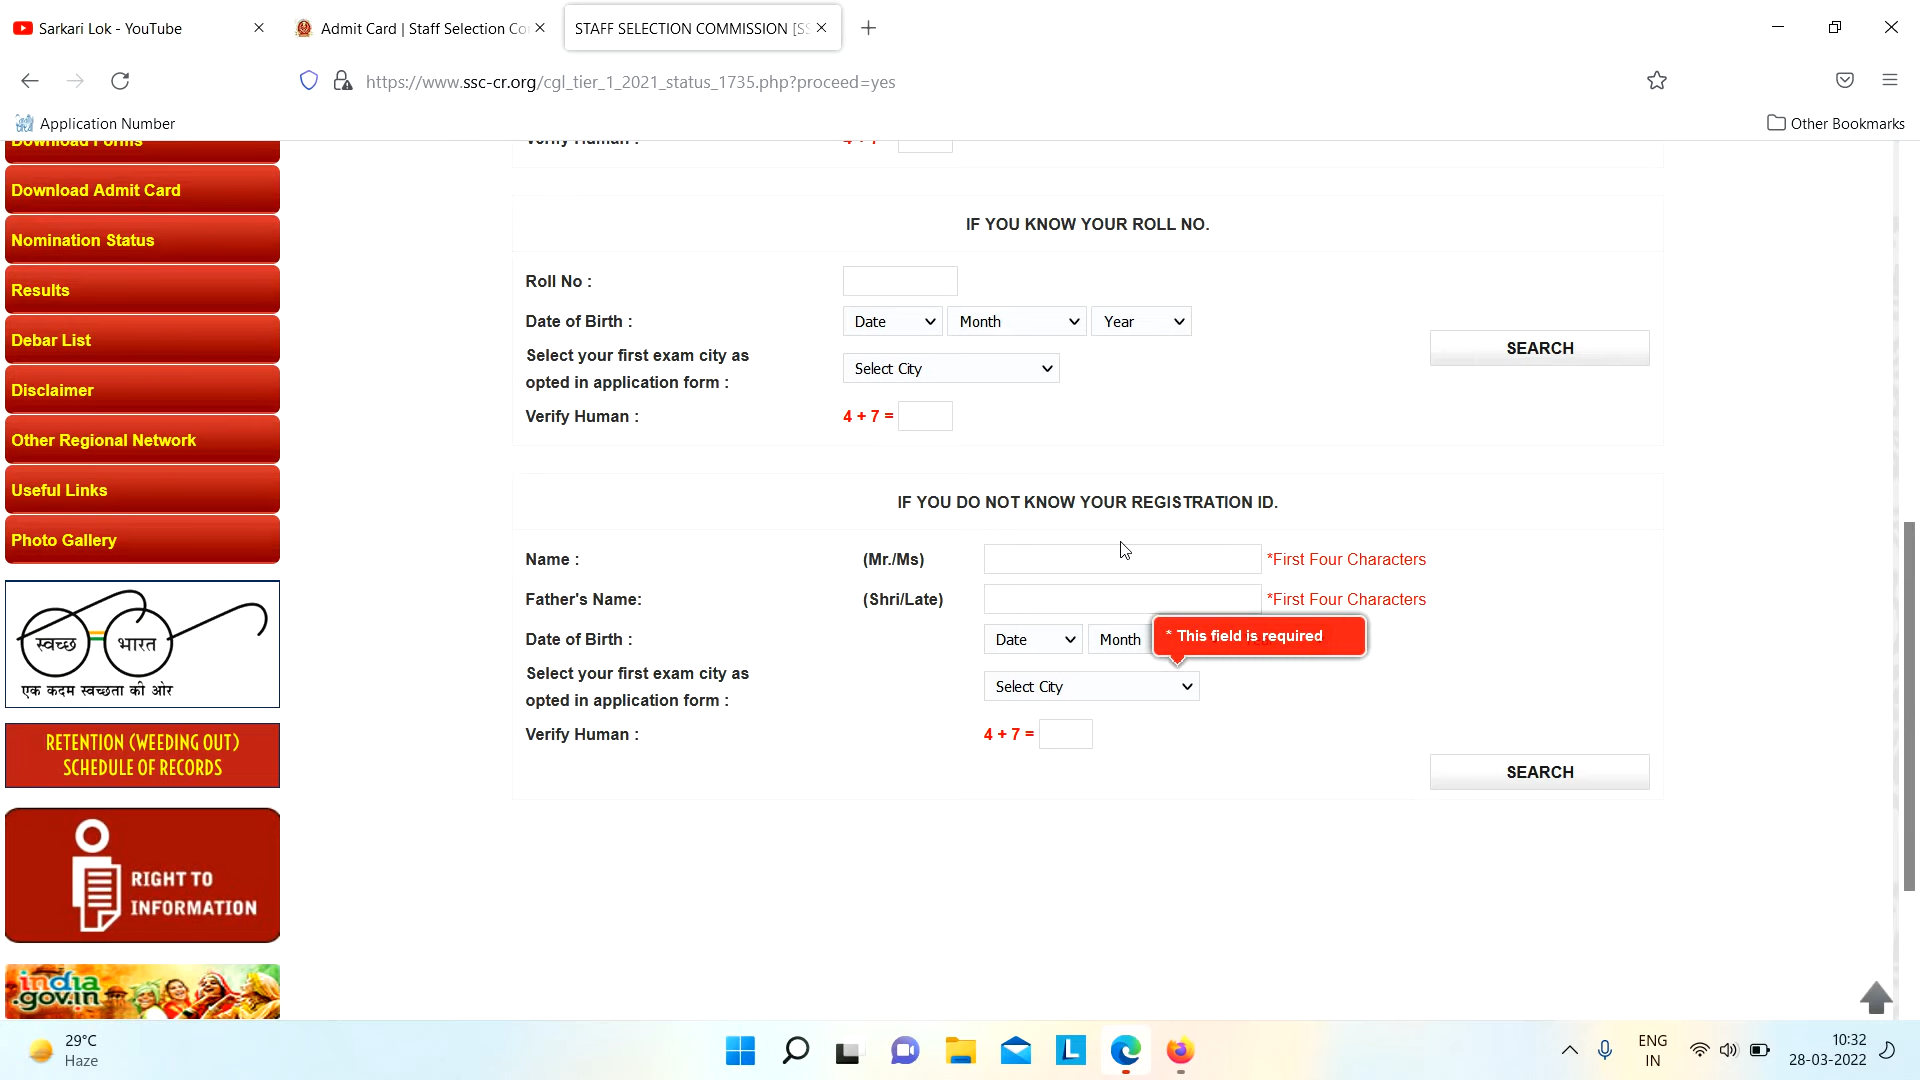 Sarkari Lok - YouTube
Admit Card | Staff Selection Co
STAFF SELECTION COMMISSION [SS
https://www.ssc-cr.org/cgl_tier_1_2021_status_1735.php?proceed=yes
Application Number
Other Bookmarks
Download Forms
Download Admit Card
Nomination Status
Results
Debar List
Disclaimer
Other Regional Network
Useful Links
Photo Gallery
स्वच्छ भारत
एक कदम स्वच्छता की ओर
RETENTION (WEEDING OUT)
SCHEDULE OF RECORDS
RIGHT TO
INFORMATION
india
.gov.in
Verify Human : 4 + 7 =
IF YOU KNOW YOUR ROLL NO.
Roll No :
Date of Birth : Date Month Year
Select your first exam city as
opted in application form : Select City
SEARCH
Verify Human : 4 + 7 =
IF YOU DO NOT KNOW YOUR REGISTRATION ID.
Name : (Mr./Ms) *First Four Characters
Father's Name: (Shri/Late) *First Four Characters
Date of Birth : Date Month * This field is required
Select your first exam city as
opted in application form : Select City
Verify Human : 4 + 7 =
SEARCH
29°C
Haze
ENG
IN
10:32
28-03-2022